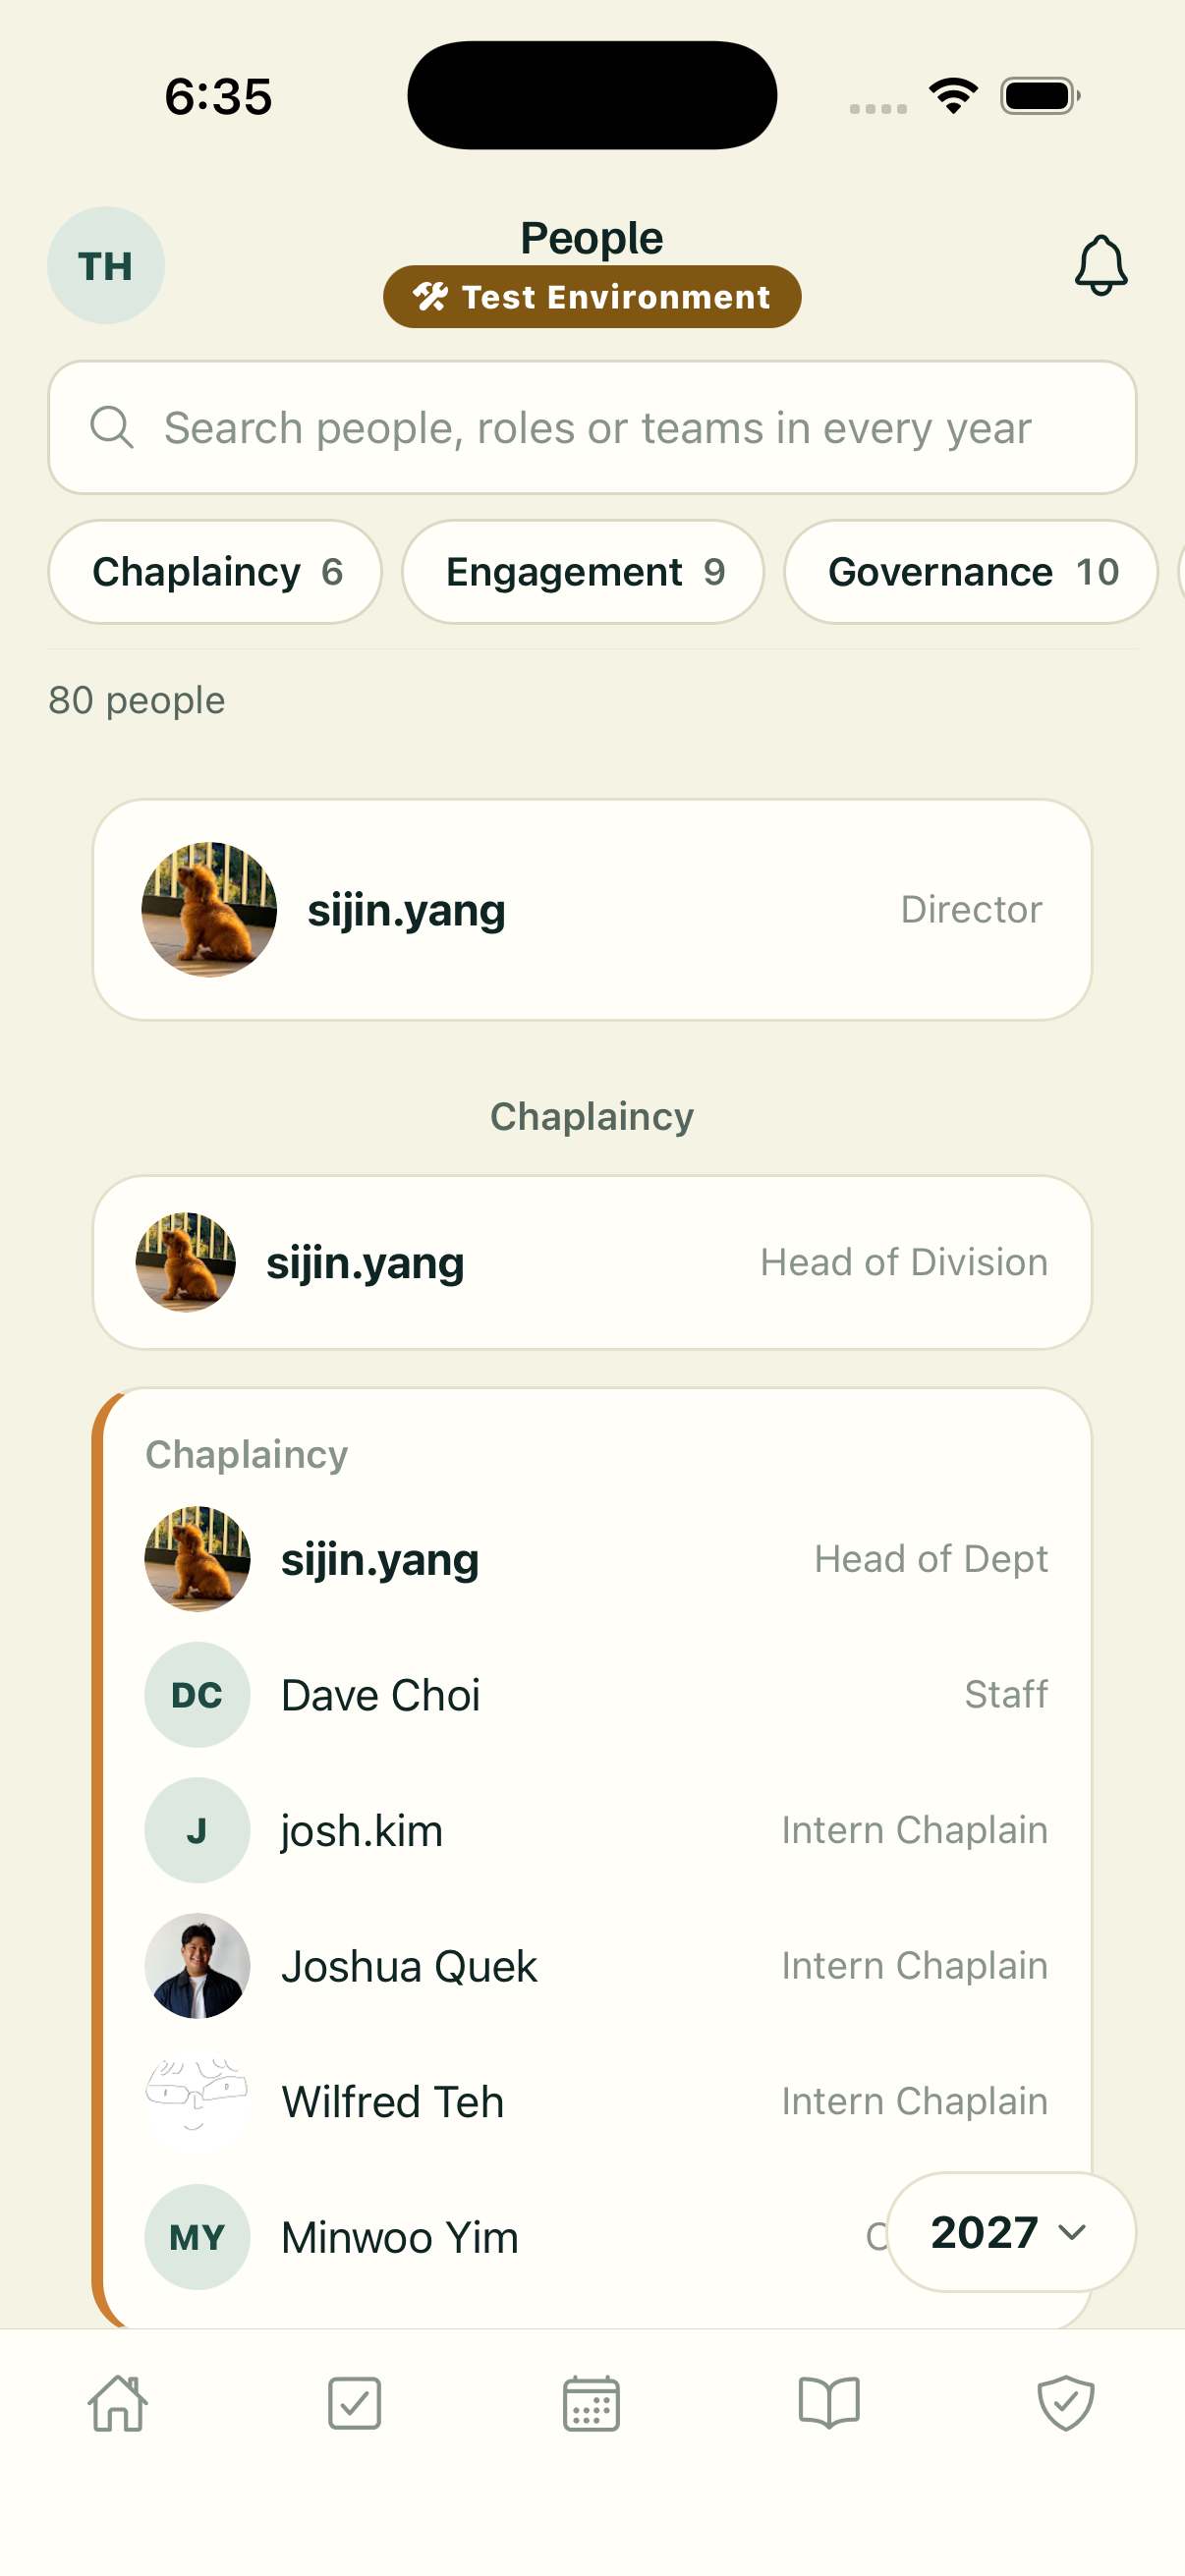 6:35
TH
People
🛠 Test Environment
Search people, roles or teams in every year
Chaplaincy 6
Engagement 9
Governance 10
80 people
sijin.yang Director
Chaplaincy
sijin.yang Head of Division
Chaplaincy
sijin.yang Head of Dept
DC Dave Choi Staff
J josh.kim Intern Chaplain
Joshua Quek Intern Chaplain
Wilfred Teh Intern Chaplain
MY Minwoo Yim
2027